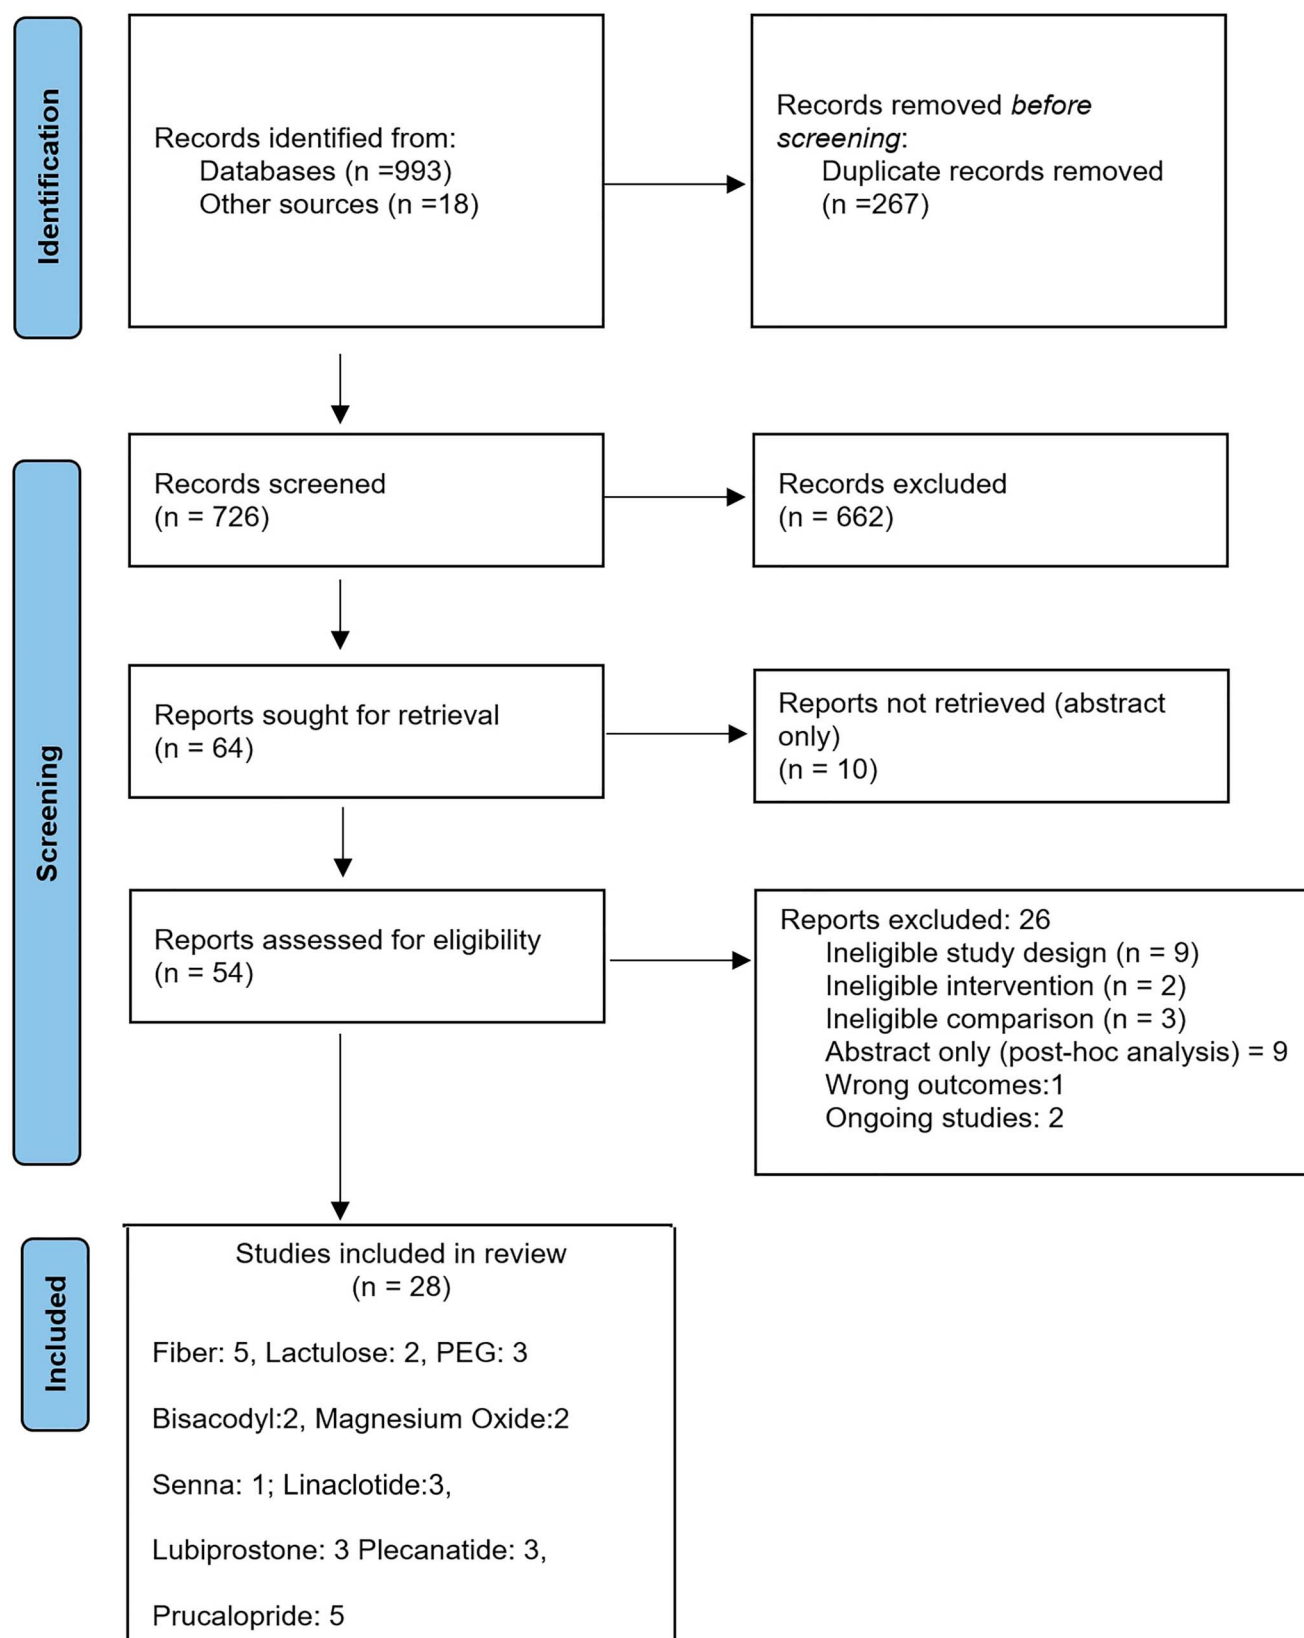 Identification
Records identified from:
Databases (n =993)
Other sources (n =18)
Records removed before
screening:
Duplicate records removed
(n =267)
Screening
Records screened
(n = 726)
Records excluded
(n = 662)
Reports sought for retrieval
(n = 64)
Reports not retrieved (abstract
only)
(n = 10)
Reports assessed for eligibility
(n = 54)
Reports excluded: 26
Ineligible study design (n = 9)
Ineligible intervention (n = 2)
Ineligible comparison (n = 3)
Abstract only (post-hoc analysis) = 9
Wrong outcomes:1
Ongoing studies: 2
Included
Studies included in review
(n = 28)
Fiber: 5, Lactulose: 2, PEG: 3
Bisacodyl:2, Magnesium Oxide:2
Senna: 1; Linaclotide:3,
Lubiprostone: 3 Plecanatide: 3,
Prucalopride: 5